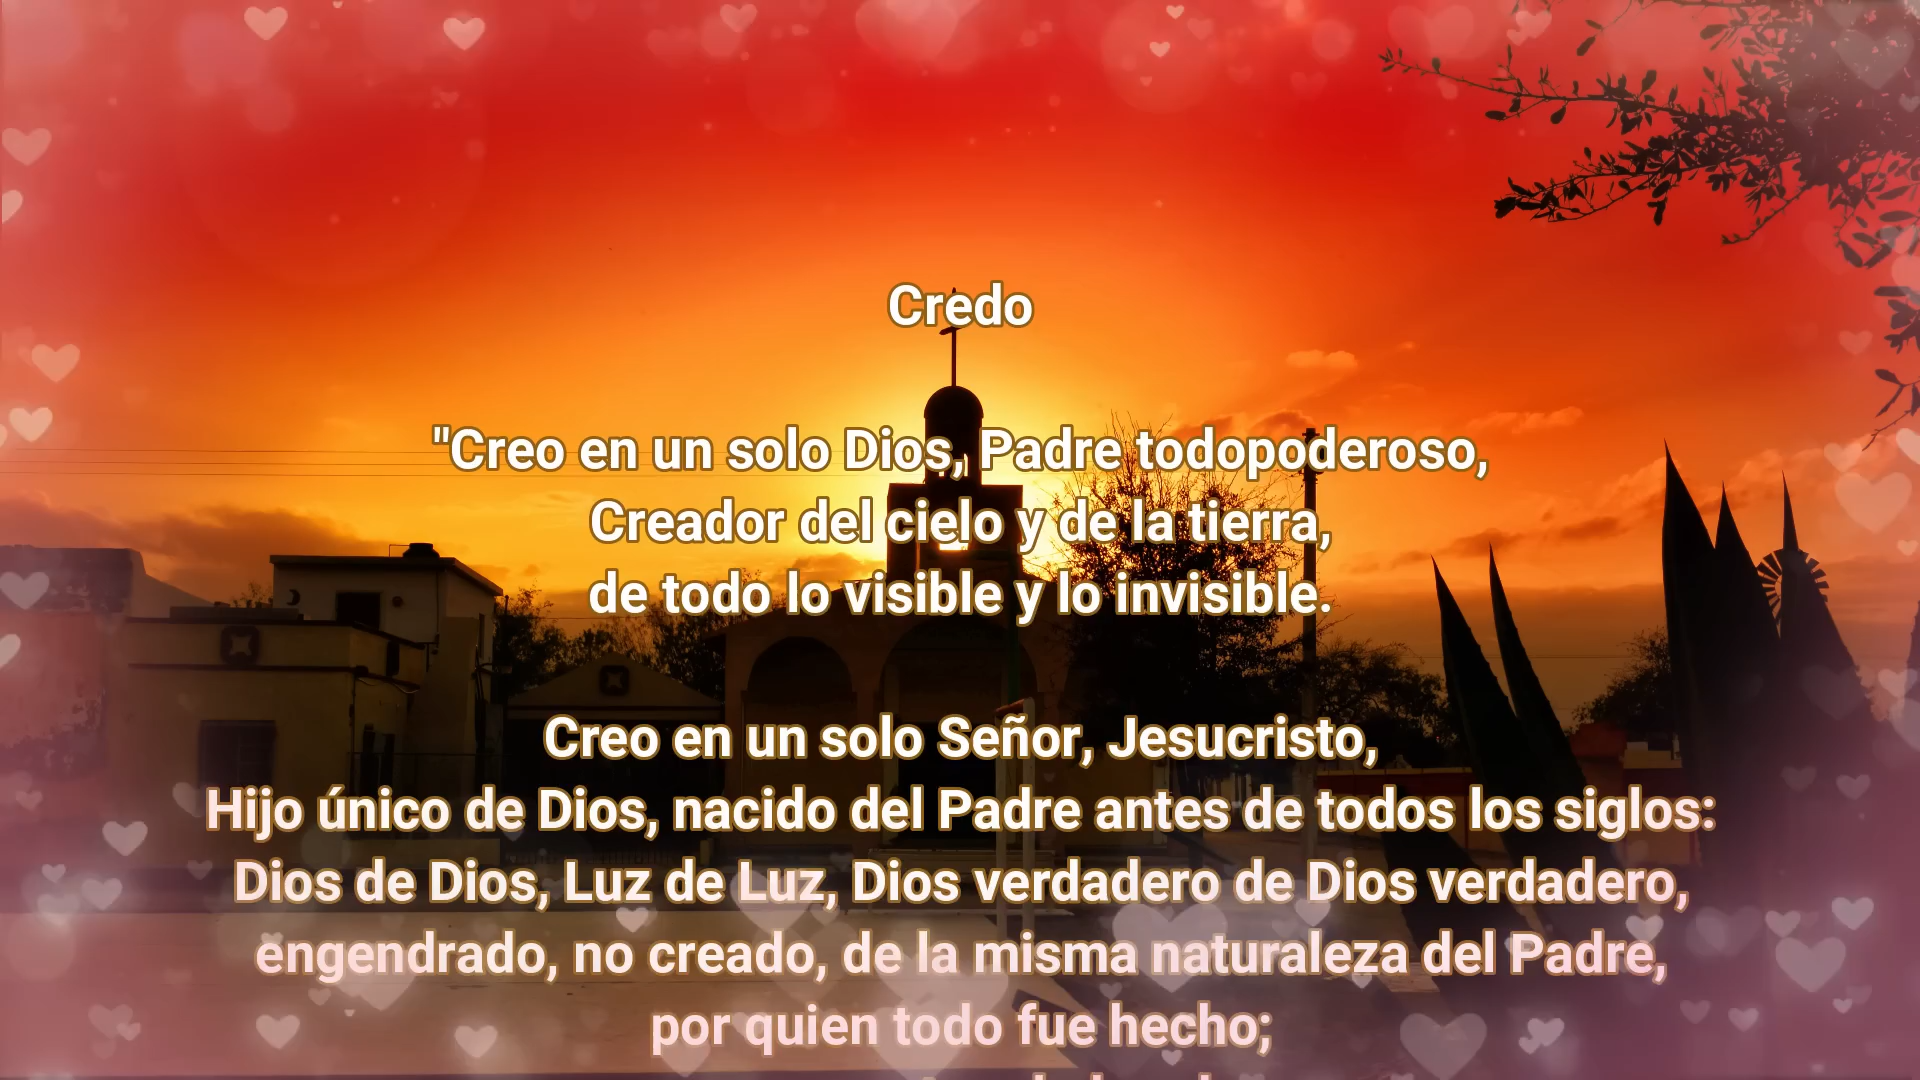 Credo
"Creo en un solo Dios, Padre todopoderoso,
Creador del cielo y de la tierra,
de todo lo visible y lo invisible.
Creo en un solo Señor, Jesucristo,
Hijo único de Dios, nacido del Padre antes de todos los siglos:
Dios de Dios, Luz de Luz, Dios verdadero de Dios verdadero,
engendrado, no creado, de la misma naturaleza del Padre,
por quien todo fue hecho;